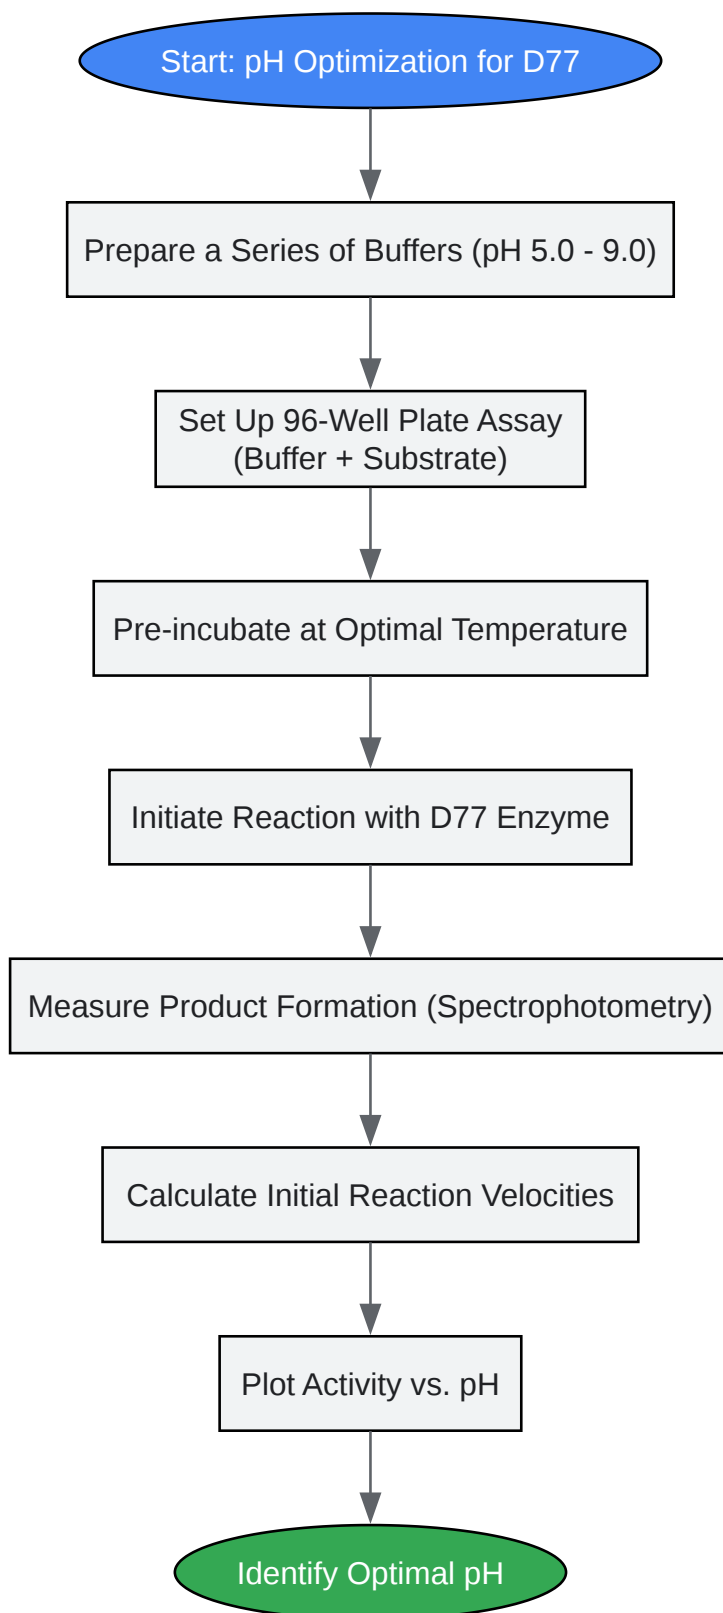 Start: pH Optimization for D77
Prepare a Series of Buffers (pH 5.0 - 9.0)
Set Up 96-Well Plate Assay
(Buffer + Substrate)
Pre-incubate at Optimal Temperature
Initiate Reaction with D77 Enzyme
Measure Product Formation (Spectrophotometry)
Calculate Initial Reaction Velocities
Plot Activity vs. pH
Identify Optimal pH